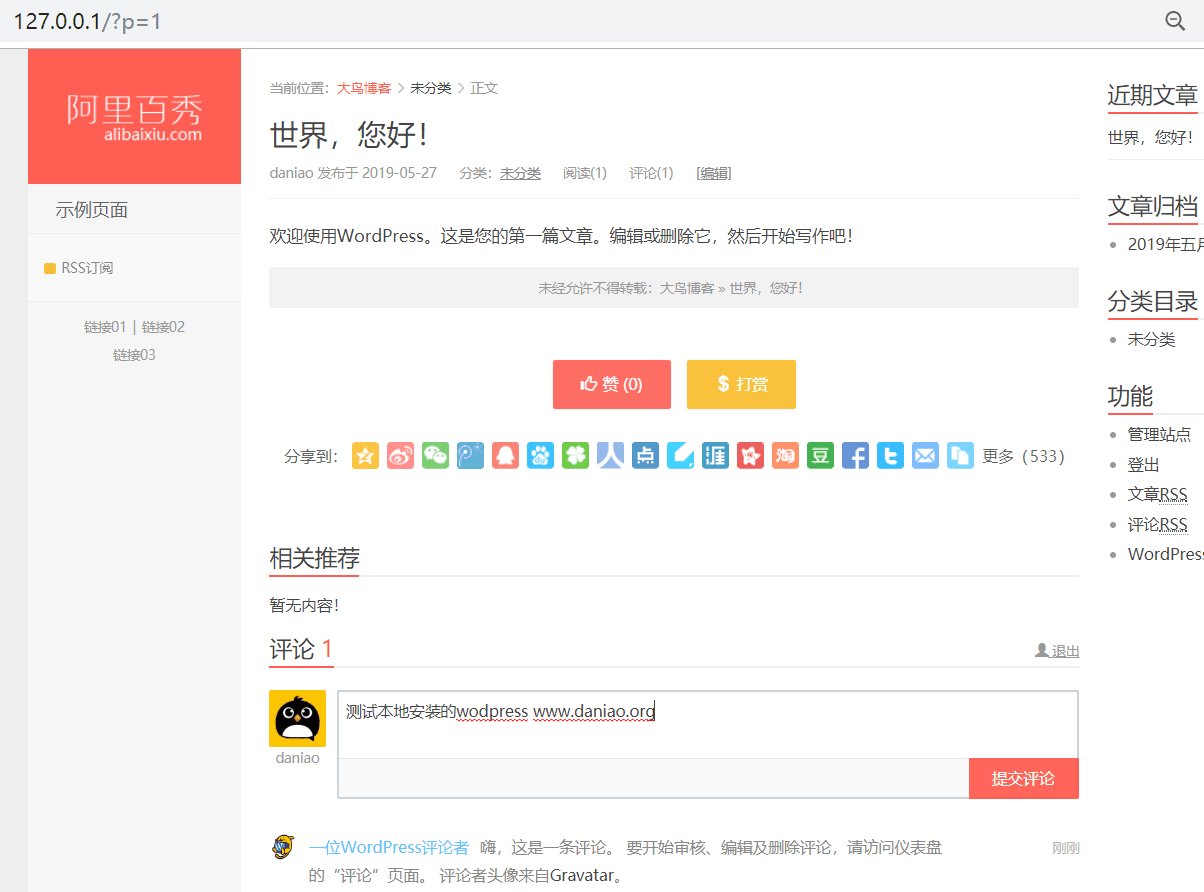 127.0.0.1/?p=1
阿里百秀
alibaixiu.com
示例页面
RSS订阅
链接01 | 链接02
链接03
当前位置：大鸟博客 > 未分类 > 正文
世界，您好！
daniao 发布于 2019-05-27 分类：未分类 阅读(1) 评论(1) [编辑]
欢迎使用WordPress。这是您的第一篇文章。编辑或删除它，然后开始写作吧！
未经允许不得转载：大鸟博客 » 世界，您好！
赞 (0) $ 打赏
分享到： 点 涯 淘 豆 f t 更多（533）
相关推荐
暂无内容！
评论 1 退出
测试本地安装的wodpress www.daniao.org
daniao
提交评论
一位WordPress评论者 嗨，这是一条评论。 要开始审核、编辑及删除评论，请访问仪表盘 刚刚
的“评论”页面。 评论者头像来自Gravatar。
近期文章
世界，您好！
文章归档
2019年五月
分类目录
未分类
功能
管理站点
登出
文章RSS
评论RSS
WordPress